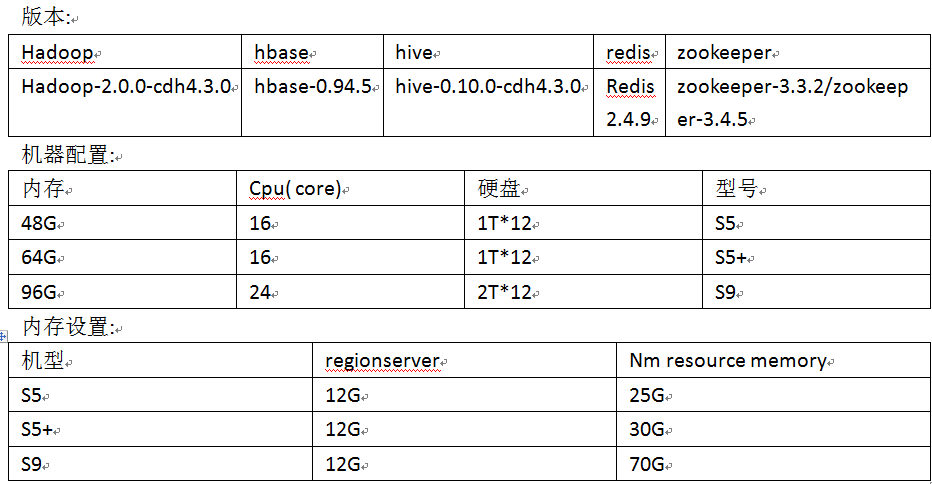 版本:
Hadoop hbase hive redis zookeeper
Hadoop-2.0.0-cdh4.3.0 hbase-0.94.5 hive-0.10.0-cdh4.3.0 Redis zookeeper-3.3.2/zookeep
2.4.9 er-3.4.5
机器配置:
内存 Cpu( core) 硬盘 型号
48G 16 1T*12 S5
64G 16 1T*12 S5+
96G 24 2T*12 S9
内存设置:
机型 regionserver Nm resource memory
S5 12G 25G
S5+ 12G 30G
S9 12G 70G